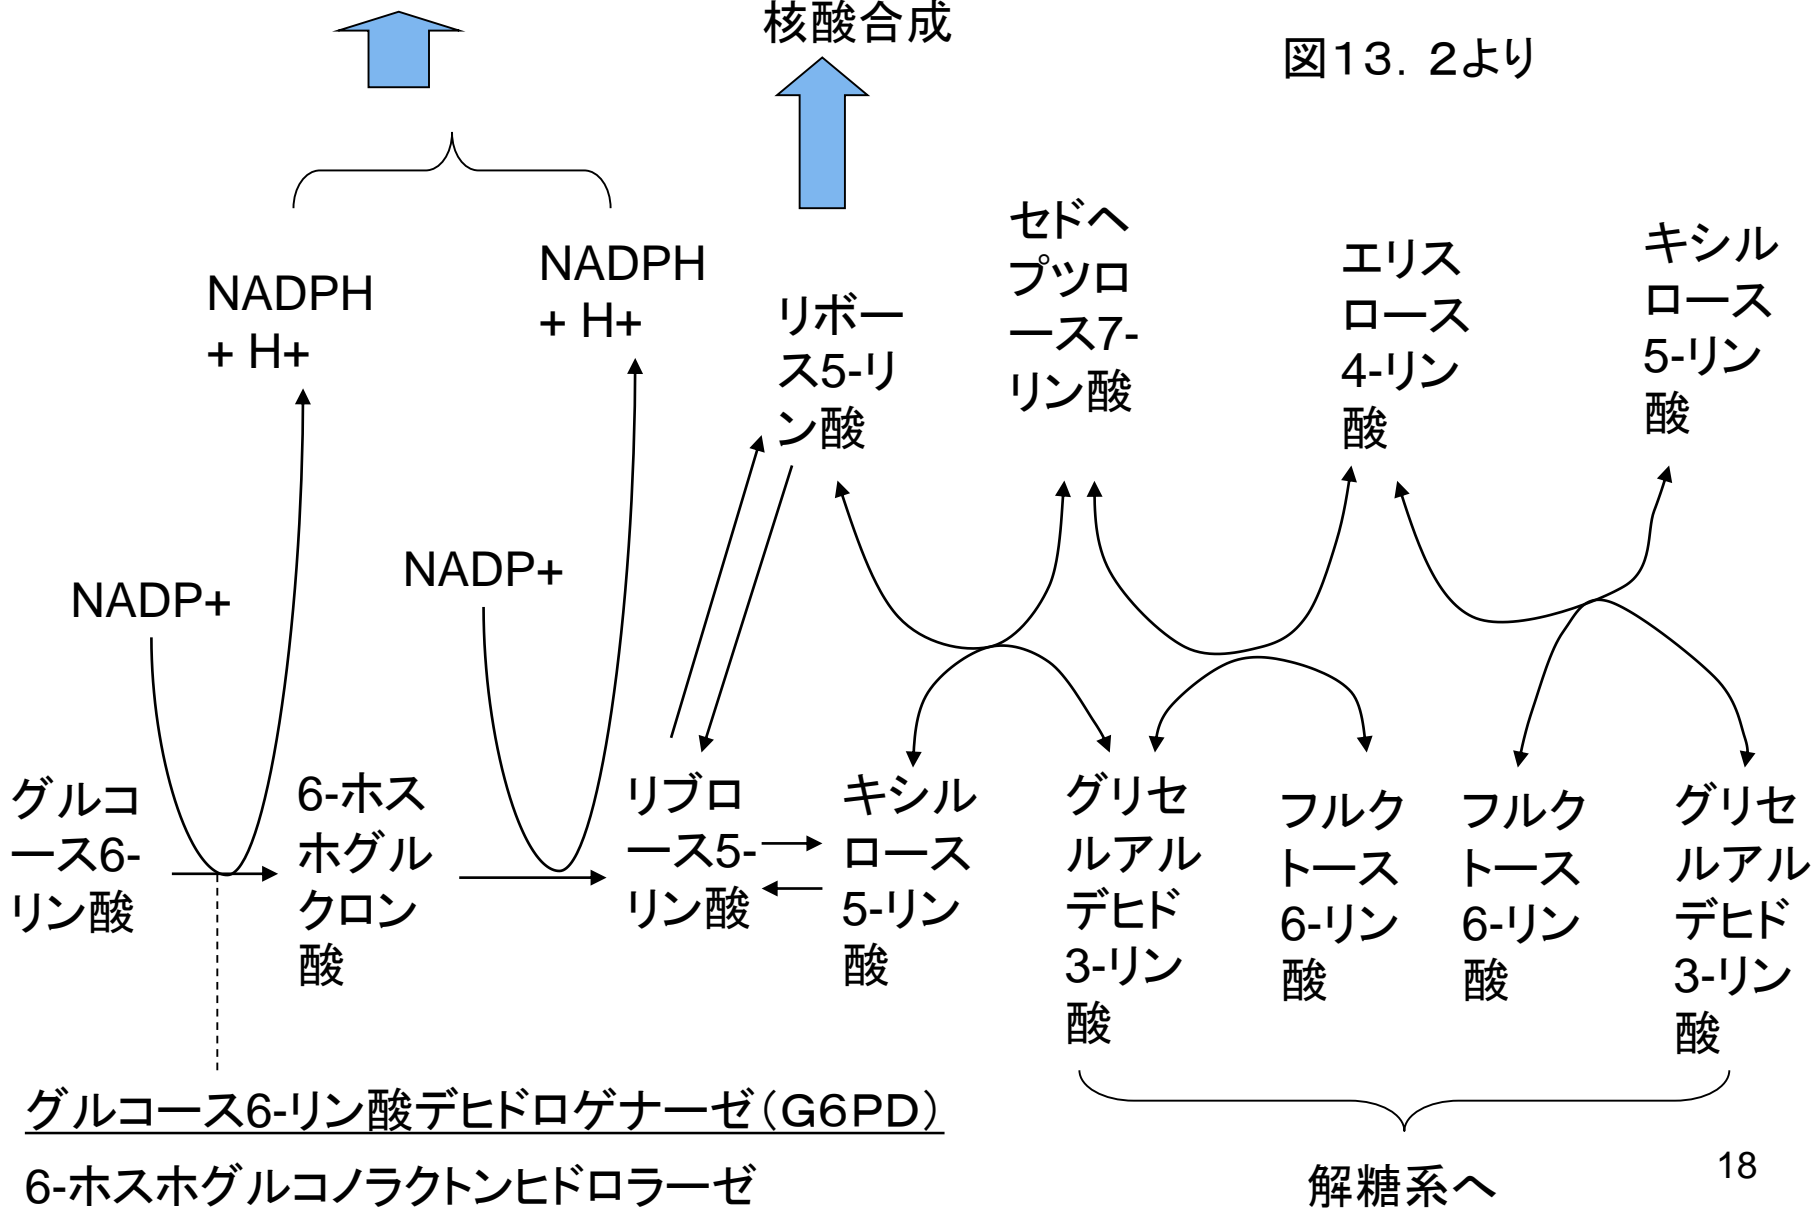 核酸合成
図13．2より
NADPH
+ H+
NADPH
+ H+
リボー
ス5-リ
ン酸
セドヘ
プツロ
ース7-
リン酸
エリス
ロース
4-リン
酸
キシル
ロース
5-リン
酸
NADP+
NADP+
グルコ
ース6-
リン酸
6-ホス
ホグル
クロン
酸
リブロ
ース5-
リン酸
キシル
ロース
5-リン
酸
グリセ
ルアル
デヒド
3-リン
酸
フルク
トース
6-リン
酸
フルク
トース
6-リン
酸
グリセ
ルアル
デヒド
3-リン
酸
グルコース6-リン酸デヒドロゲナーゼ（G6PD）
6-ホスホグルコノラクトンヒドロラーゼ
解糖系へ
18